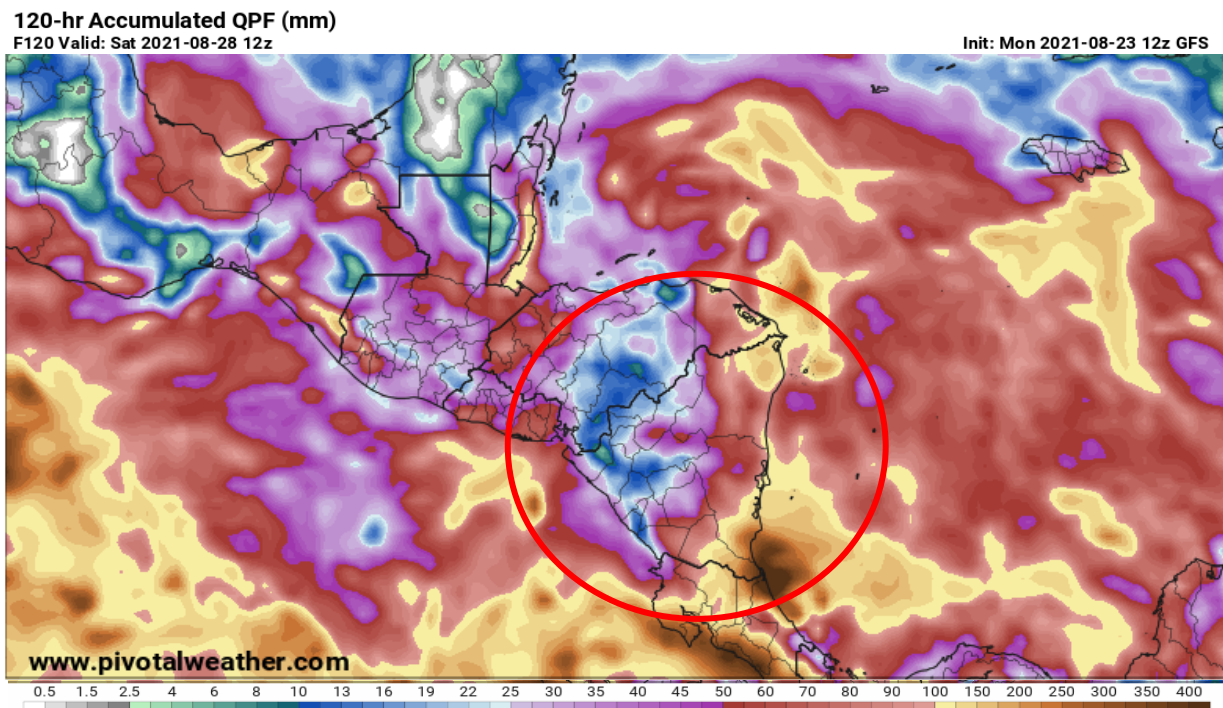 120-hr Accumulated QPF (mm)
F120 Valid: Sat 2021-08-28 12z Init: Mon 2021-08-23 12z GFS
www.pivotalweather.com
0.5 1.5 2.5 4 6 8 10 13 16 19 22 25 30 35 40 45 50 60 70 80 90 100 150 200 250 300 350 400